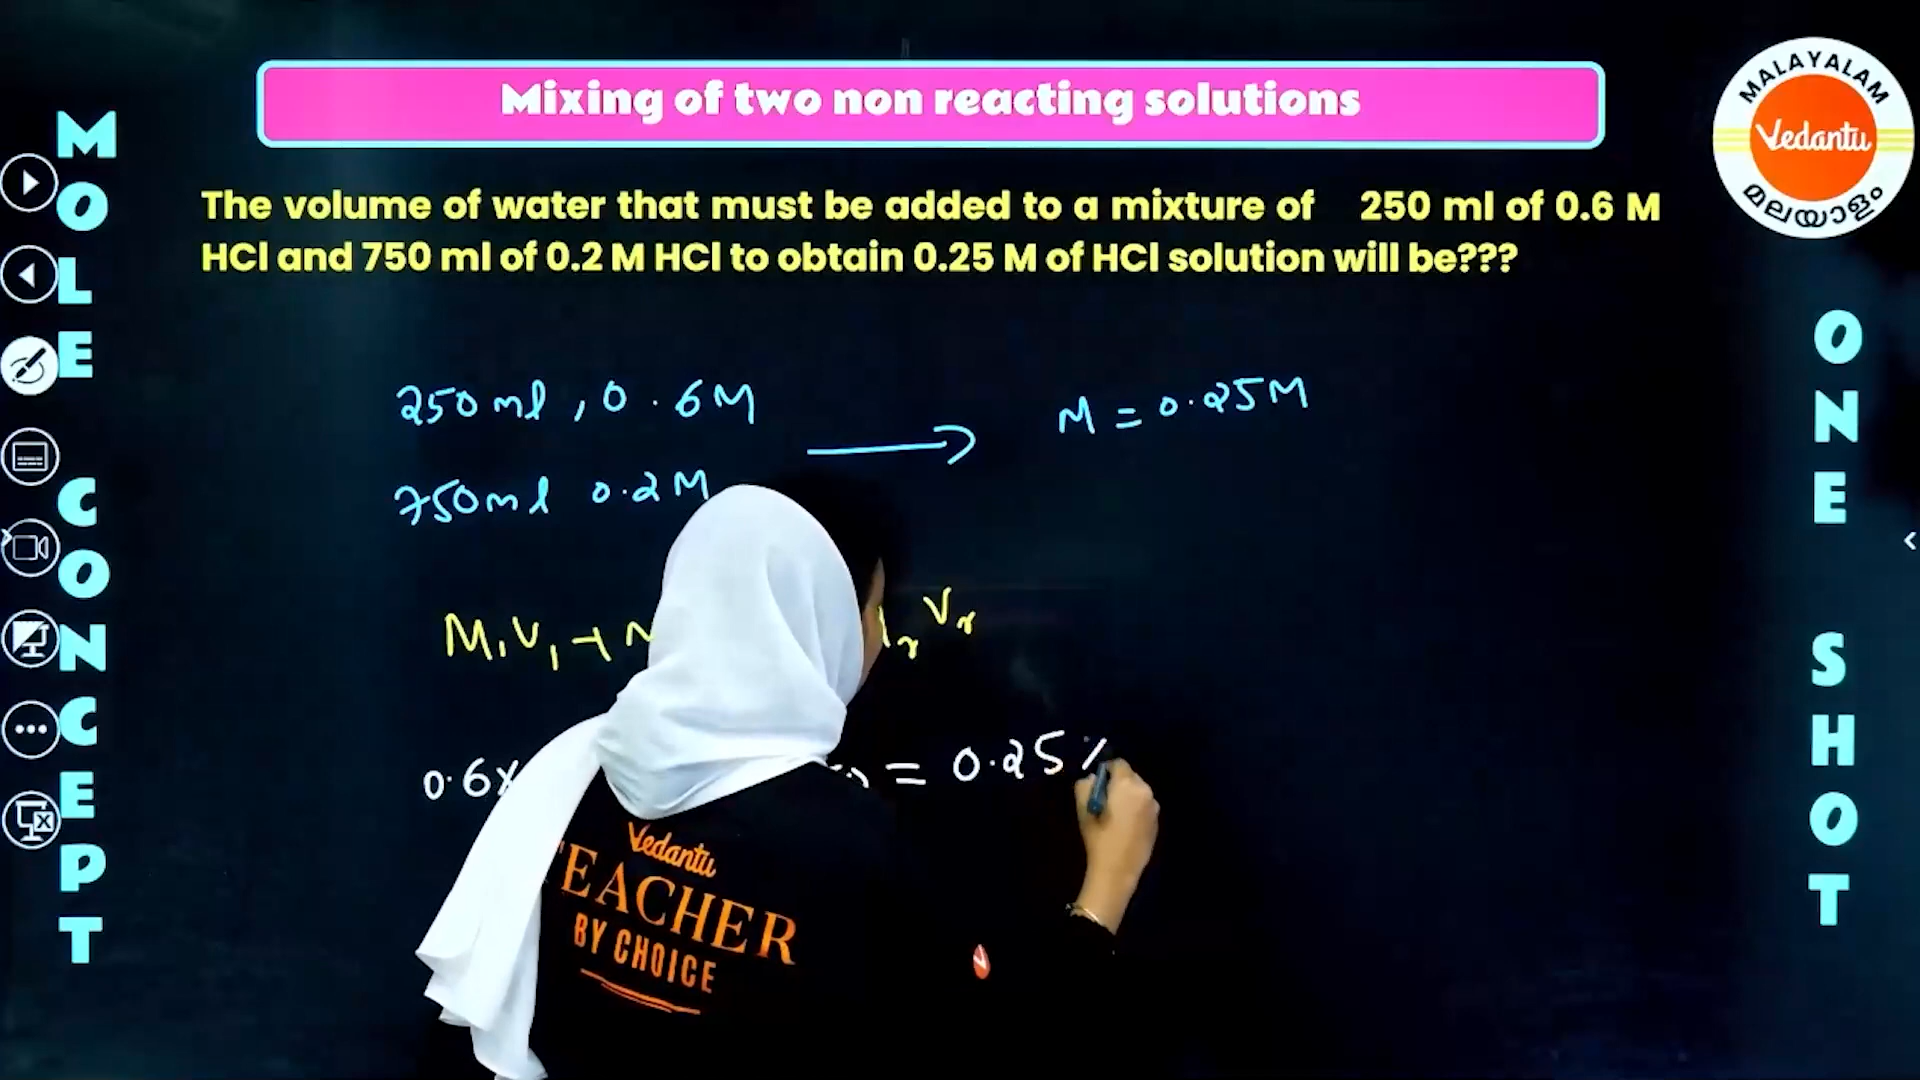 Mixing of two non reacting solutions
MALAYALAM
Vedantu
മലയാളം
The volume of water that must be added to a mixture of 250 ml of 0.6 M
HCl and 750 ml of 0.2 M HCl to obtain 0.25 M of HCl solution will be???
MOLE CONCEPT
ONE SHOT
250 ml , 0.6M
M = 0.25M
750ml 0.2M
M₁V₁ +
Vr
0.6x
= 0.25
Vedantu
TEACHER
BY CHOICE